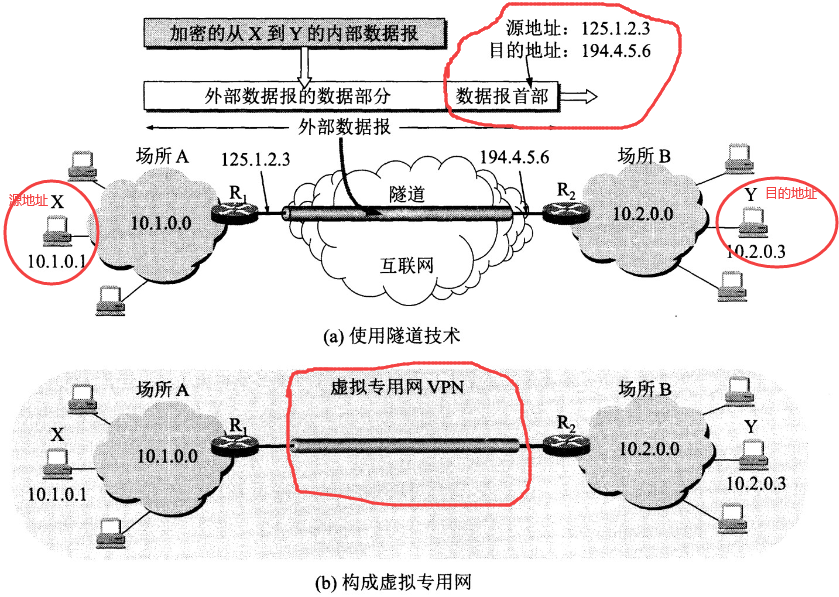 加密的从 X 到 Y 的内部数据报
源地址：125.1.2.3
目的地址：194.4.5.6
外部数据报的数据部分
数据报首部
外部数据报
场所 A
125.1.2.3
194.4.5.6
场所 B
源地址
X
R1
隧道
R2
Y
目的地址
10.1.0.0
10.2.0.0
10.1.0.1
互联网
10.2.0.3
(a) 使用隧道技术
场所 A
虚拟专用网 VPN
场所 B
X
R1
R2
Y
10.1.0.0
10.2.0.0
10.1.0.1
10.2.0.3
(b) 构成虚拟专用网